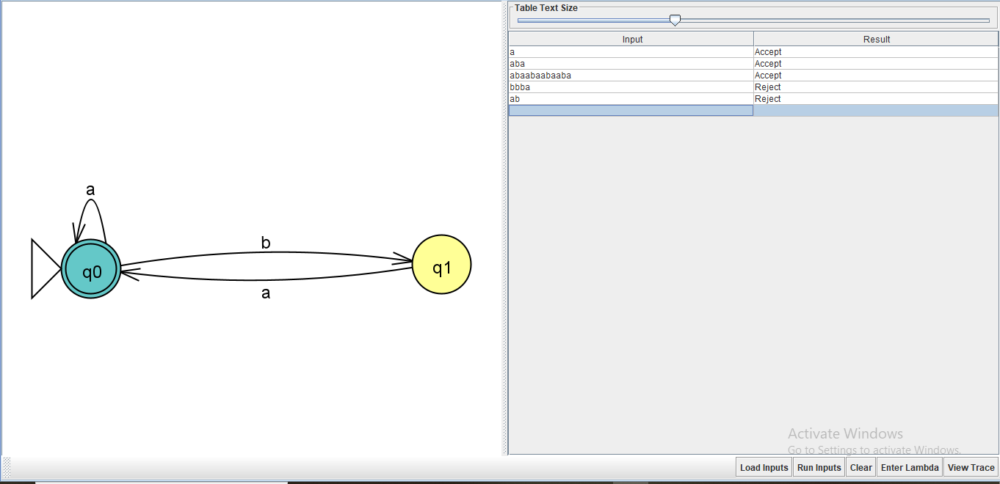 a
q0
b
a
q1
Table Text Size
Input Result
a Accept
aba Accept
abaabaabaaba Accept
bbba Reject
ab Reject
Activate Windows
Go to Settings to activate Windows.
Load Inputs Run Inputs Clear Enter Lambda View Trace